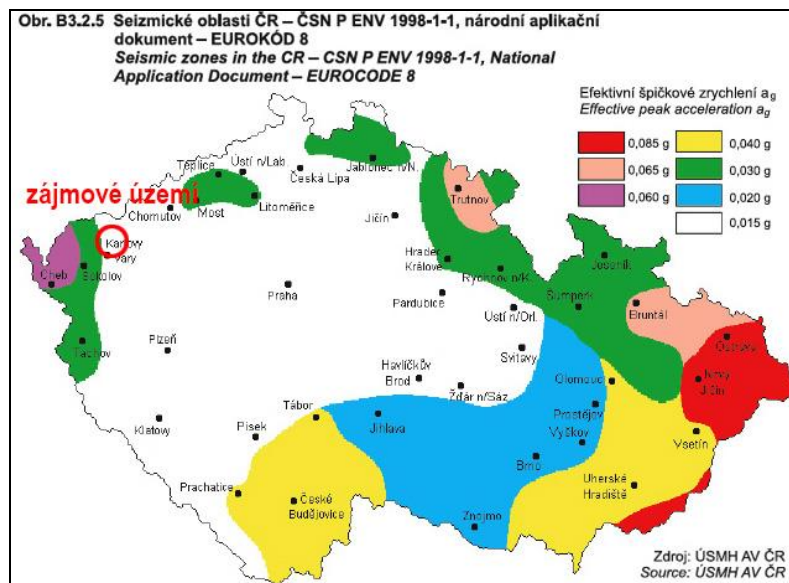 Obr. B3.2.5 Seizmické oblasti ČR – ČSN P ENV 1998-1-1, národní aplikační
dokument – EUROKÓD 8
Seismic zones in the CR – CSN P ENV 1998-1-1, National
Application Document – EUROCODE 8
Efektivní špičkové zrychlení ag
Effective peak acceleration ag
0,085 g
0,040 g
0,065 g
0,030 g
0,060 g
0,020 g
0,015 g
zájmové území
Teplice
Ústí n/Lab.
Česká Lípa
Jablonec n/N.
Chomutov
Most
Litoměřice
Trutnov
Jičín
Karlovy
Vary
Cheb
Sokolov
Hradec
Králové
Rychnov n/K.
Jeseník
Praha
Pardubice
Šumperk
Bruntál
Ústí n/Orl.
Tachov
Plzeň
Svitavy
Ostrava
Havlíčkův
Brod
Žďár n/Sáz.
Olomouc
Nový
Jičín
Klatovy
Tábor
Jihlava
Prostějov
Písek
Vyškov
Vsetín
Brno
Prachatice
České
Budějovice
Uherské
Hradiště
Znojmo
Zdroj: ÚSMH AV ČR
Source: ÚSMH AV ČR